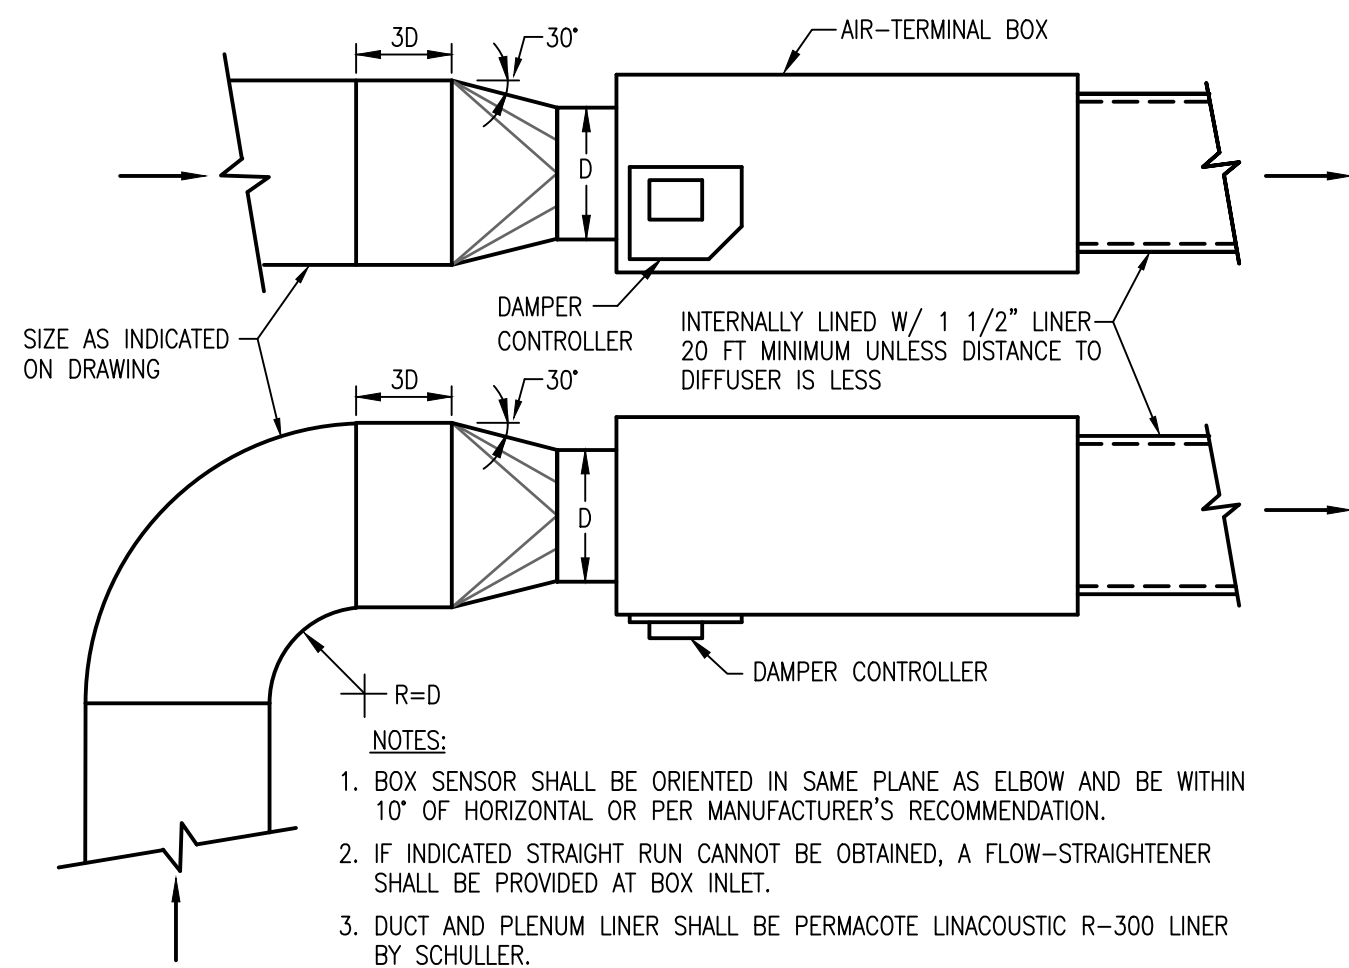 3D
30°
AIR-TERMINAL BOX
D
DAMPER
CONTROLLER
SIZE AS INDICATED
ON DRAWING
INTERNALLY LINED W/ 1 1/2" LINER
20 FT MINIMUM UNLESS DISTANCE TO
DIFFUSER IS LESS
3D
30°
D
DAMPER CONTROLLER
R=D
NOTES:
1. BOX SENSOR SHALL BE ORIENTED IN SAME PLANE AS ELBOW AND BE WITHIN
10° OF HORIZONTAL OR PER MANUFACTURER'S RECOMMENDATION.
2. IF INDICATED STRAIGHT RUN CANNOT BE OBTAINED, A FLOW-STRAIGHTENER
SHALL BE PROVIDED AT BOX INLET.
3. DUCT AND PLENUM LINER SHALL BE PERMACOTE LINACOUSTIC R-300 LINER
BY SCHULLER.